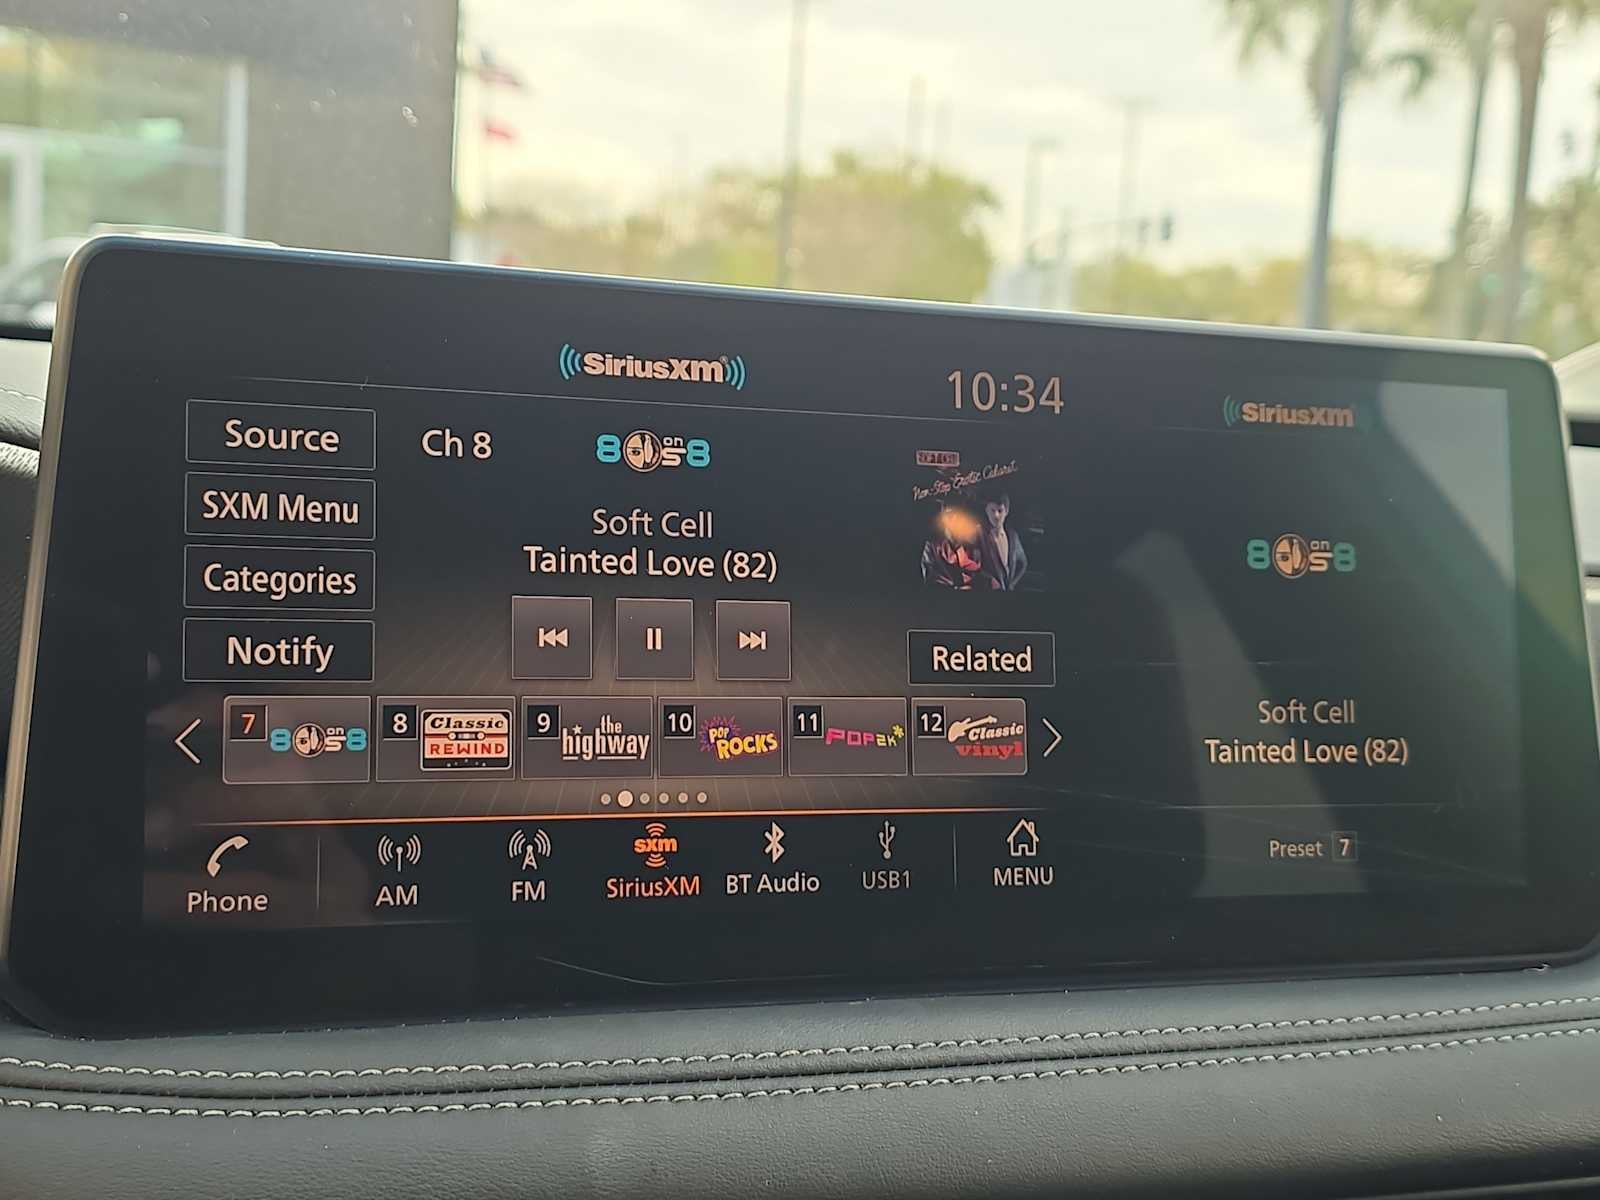 SiriusXM
10:34
SiriusXM
Source
Ch 8
80s on 8
SOFT CELL
Non-Stop Erotic Cabaret
SXM Menu
Soft Cell
Tainted Love (82)
80s on 8
Categories
Notify
Related
7 80s on 8
8 Classic REWIND
9 the highway
10 POP ROCKS
11 POP2K
12 Classic vinyl
Soft Cell
Tainted Love (82)
Phone
AM
FM
sxm
SiriusXM
BT Audio
USB1
MENU
Preset 7